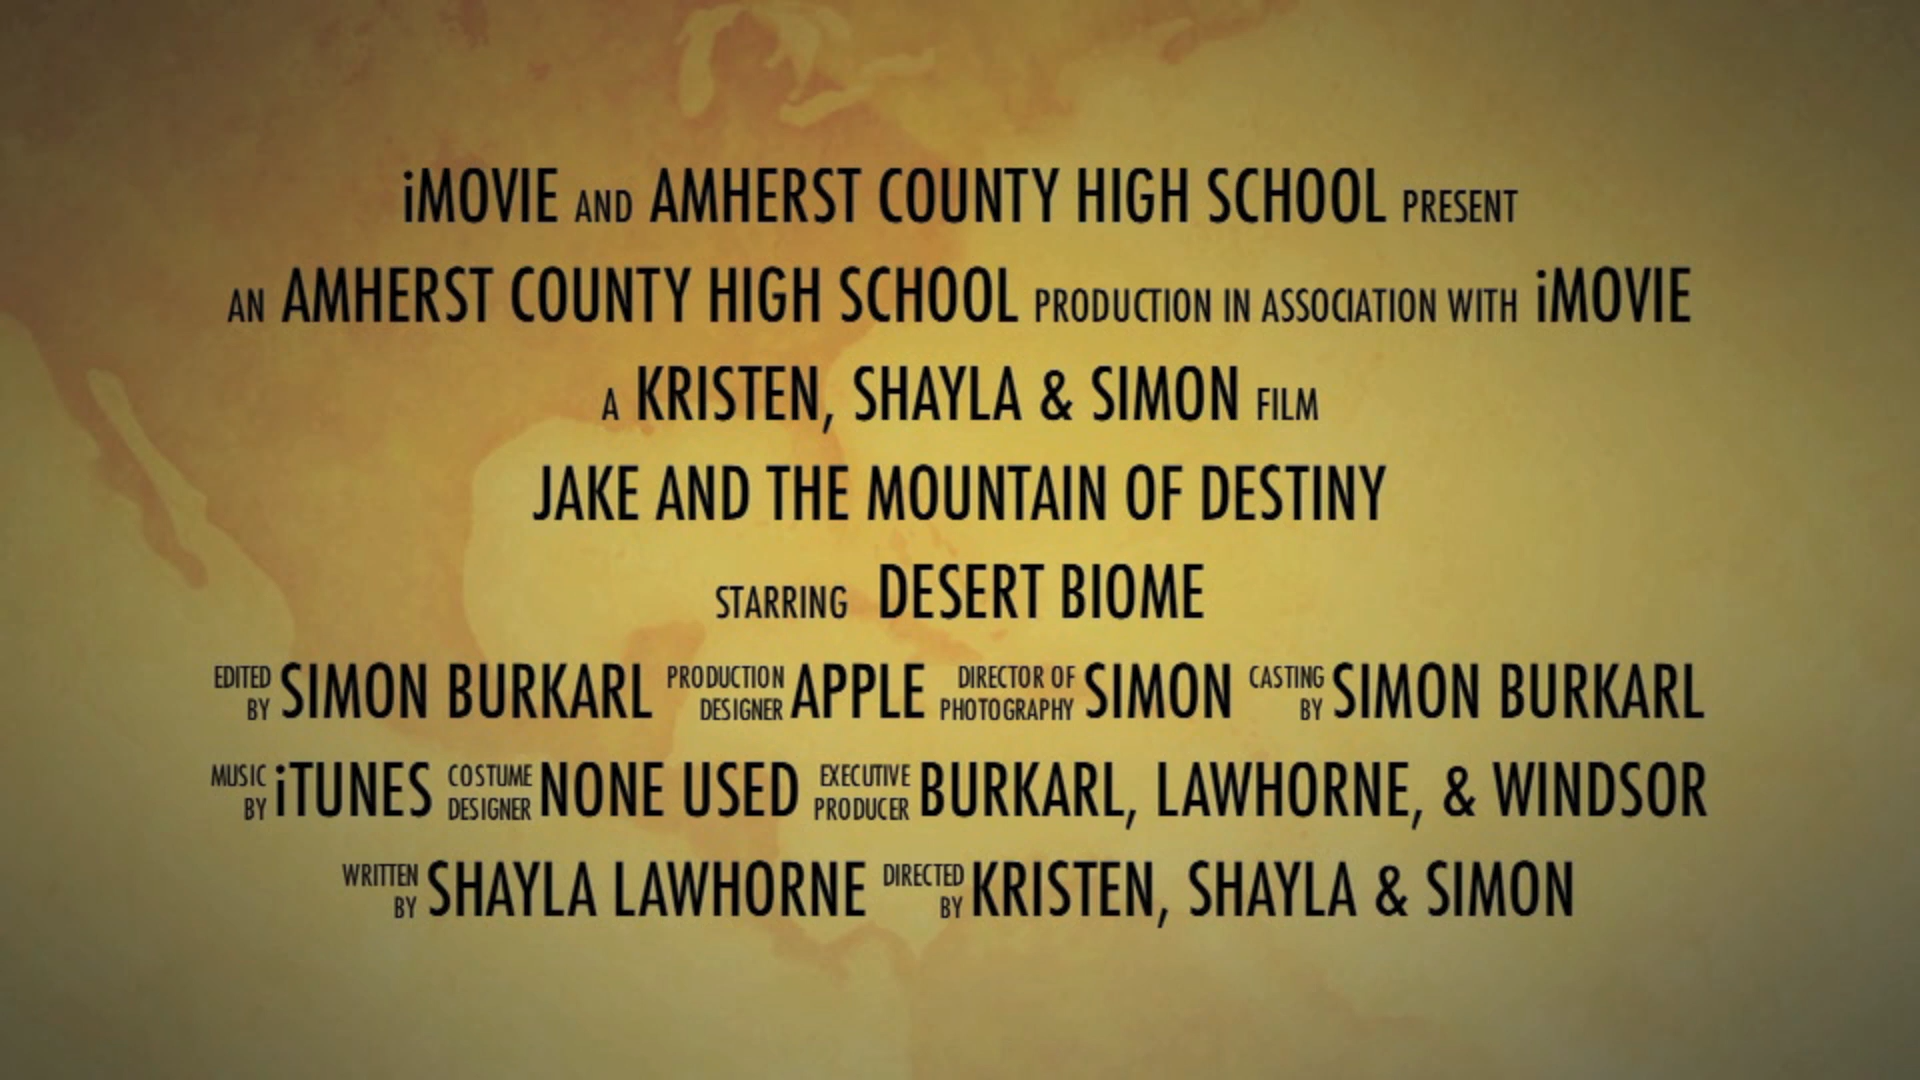 iMOVIE AND AMHERST COUNTY HIGH SCHOOL PRESENT
AN AMHERST COUNTY HIGH SCHOOL PRODUCTION IN ASSOCIATION WITH iMOVIE
A KRISTEN, SHAYLA & SIMON FILM
JAKE AND THE MOUNTAIN OF DESTINY
STARRING DESERT BIOME
EDITED BY SIMON BURKARL PRODUCTION DESIGNER APPLE DIRECTOR OF PHOTOGRAPHY SIMON CASTING BY SIMON BURKARL
MUSIC BY iTUNES COSTUME DESIGNER NONE USED EXECUTIVE PRODUCER BURKARL, LAWHORNE, & WINDSOR
WRITTEN BY SHAYLA LAWHORNE DIRECTED BY KRISTEN, SHAYLA & SIMON